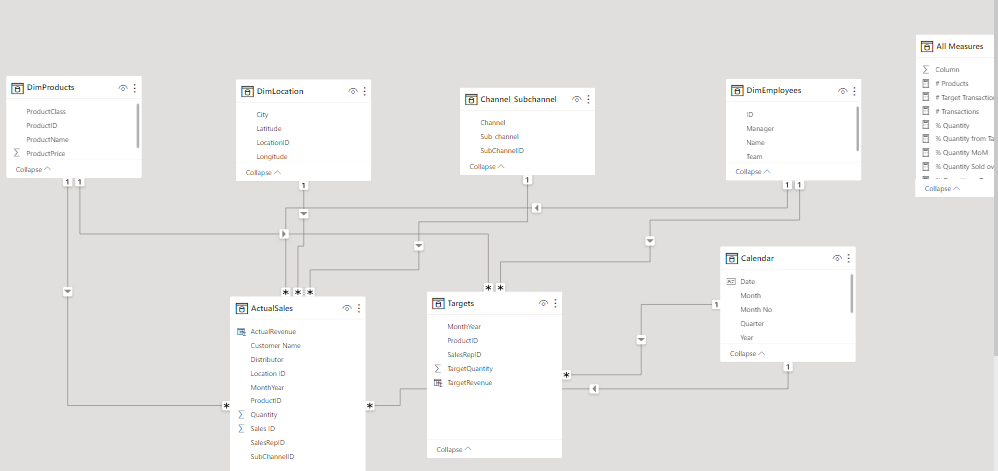 DimProducts
ProductClass
ProductID
ProductName
ProductPrice
Collapse
DimLocation
City
Latitude
LocationID
Longitude
Collapse
Channel Subchannel
Channel
Sub channel
SubChannelID
Collapse
DimEmployees
ID
Manager
Name
Team
Collapse
All Measures
Column
# Products
# Target Transactio
# Transactions
% Quantity
% Quantity from Ta
% Quantity MoM
% Quantity Sold ov
Collapse
1
1
1
1
1
1
*
*
*
*
*
ActualSales
ActualRevenue
Customer Name
Distributor
Location ID
MonthYear
ProductID
Quantity
Sales ID
SalesRepID
SubChannelID
*
*
Targets
MonthYear
ProductID
SalesRepID
TargetQuantity
TargetRevenue
Collapse
*
Calendar
Date
Month
Month No
Quarter
Year
Collapse
1
1